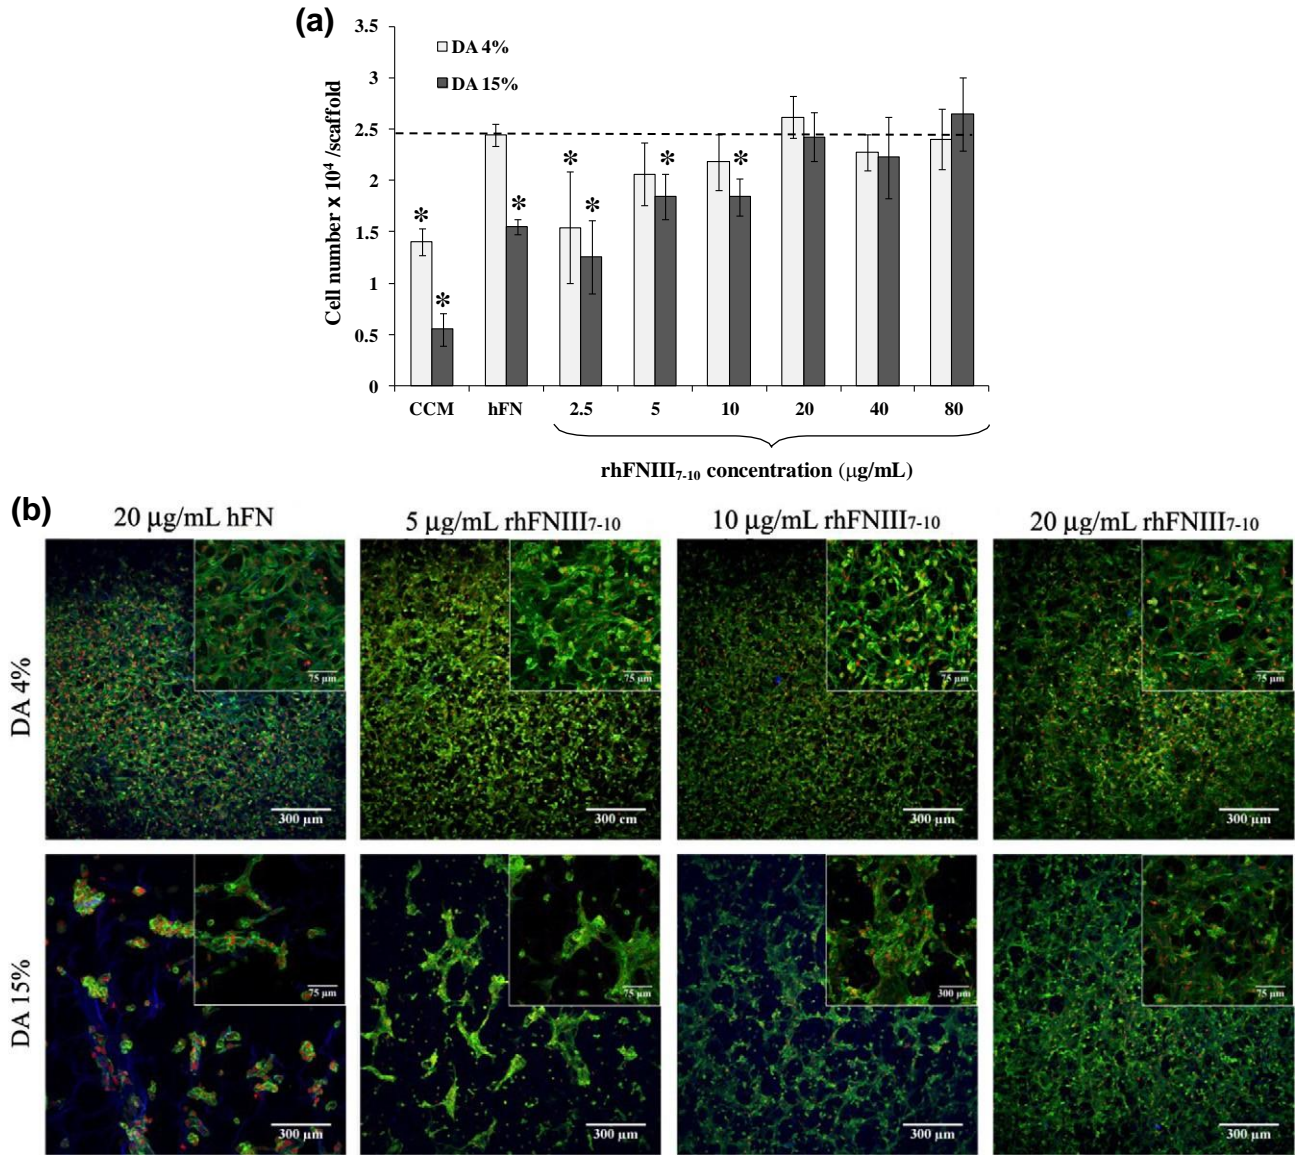 (a)
3.5
3
2.5
2
1.5
1
0.5
0
Cell number x 10⁴ /scaffold
DA 4%
DA 15%
* * * * * * *
CCM hFN 2.5 5 10 20 40 80
rhFNIII₇₋₁₀ concentration (µg/mL)
(b)
20 µg/mL hFN
5 µg/mL rhFNIII₇₋₁₀
10 µg/mL rhFNIII₇₋₁₀
20 µg/mL rhFNIII₇₋₁₀
DA 4%
75 µm
300 µm
75 µm
300 cm
75 µm
300 µm
75 µm
300 µm
DA 15%
75 µm
300 µm
75 µm
300 µm
300 µm
300 µm
75 µm
300 µm